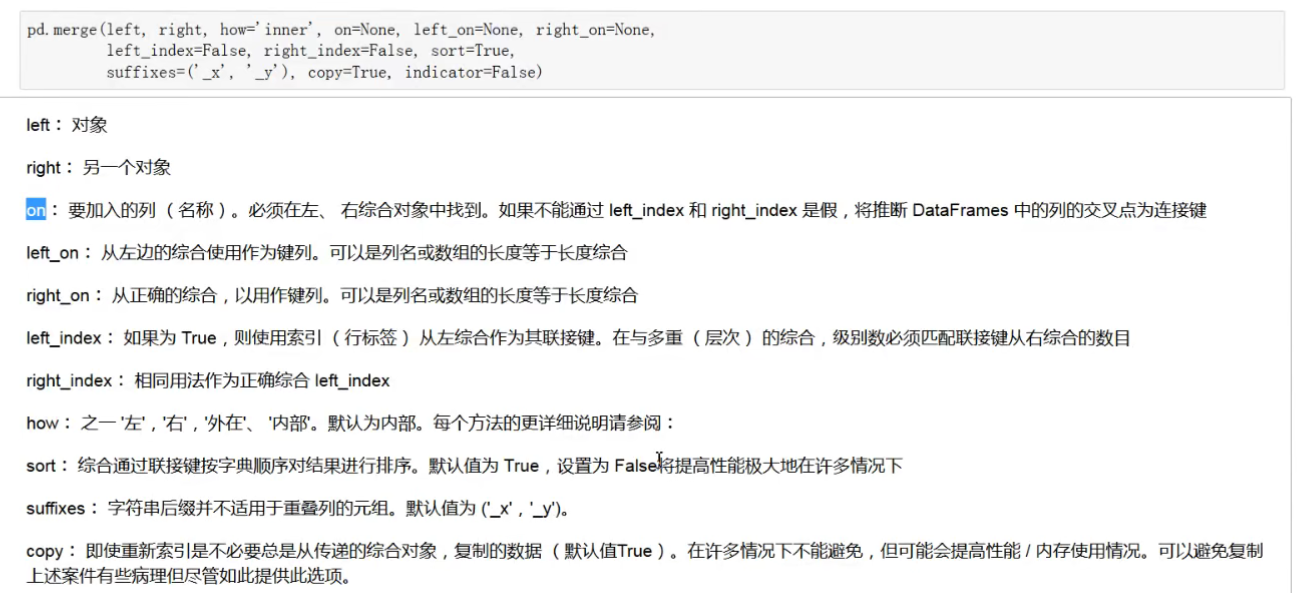 pd.merge(left, right, how='inner', on=None, left_on=None, right_on=None,
left_index=False, right_index=False, sort=True,
suffixes=('_x', '_y'), copy=True, indicator=False)
left： 对象
right： 另一个对象
on： 要加入的列 （名称）。必须在左、 右综合对象中找到。如果不能通过 left_index 和 right_index 是假，将推断 DataFrames 中的列的交叉点为连接键
left_on： 从左边的综合使用作为键列。可以是列名或数组的长度等于长度综合
right_on： 从正确的综合，以用作键列。可以是列名或数组的长度等于长度综合
left_index： 如果为 True，则使用索引 （行标签） 从左综合作为其联接键。在与多重 （层次） 的综合，级别数必须匹配联接键从右综合的数目
right_index： 相同用法作为正确综合 left_index
how： 之一 '左'，'右'，'外在'、 '内部'。默认为内部。每个方法的更详细说明请参阅：
sort： 综合通过联接键按字典顺序对结果进行排序。默认值为 True，设置为 False将提高性能极大地在许多情况下
suffixes： 字符串后缀并不适用于重叠列的元组。默认值为 ('_x'，'_y')。
copy： 即使重新索引是不必要总是从传递的综合对象，复制的数据 （默认值True）。在许多情况下不能避免，但可能会提高性能 / 内存使用情况。可以避免复制
上述案件有些病理但尽管如此提供此选项。